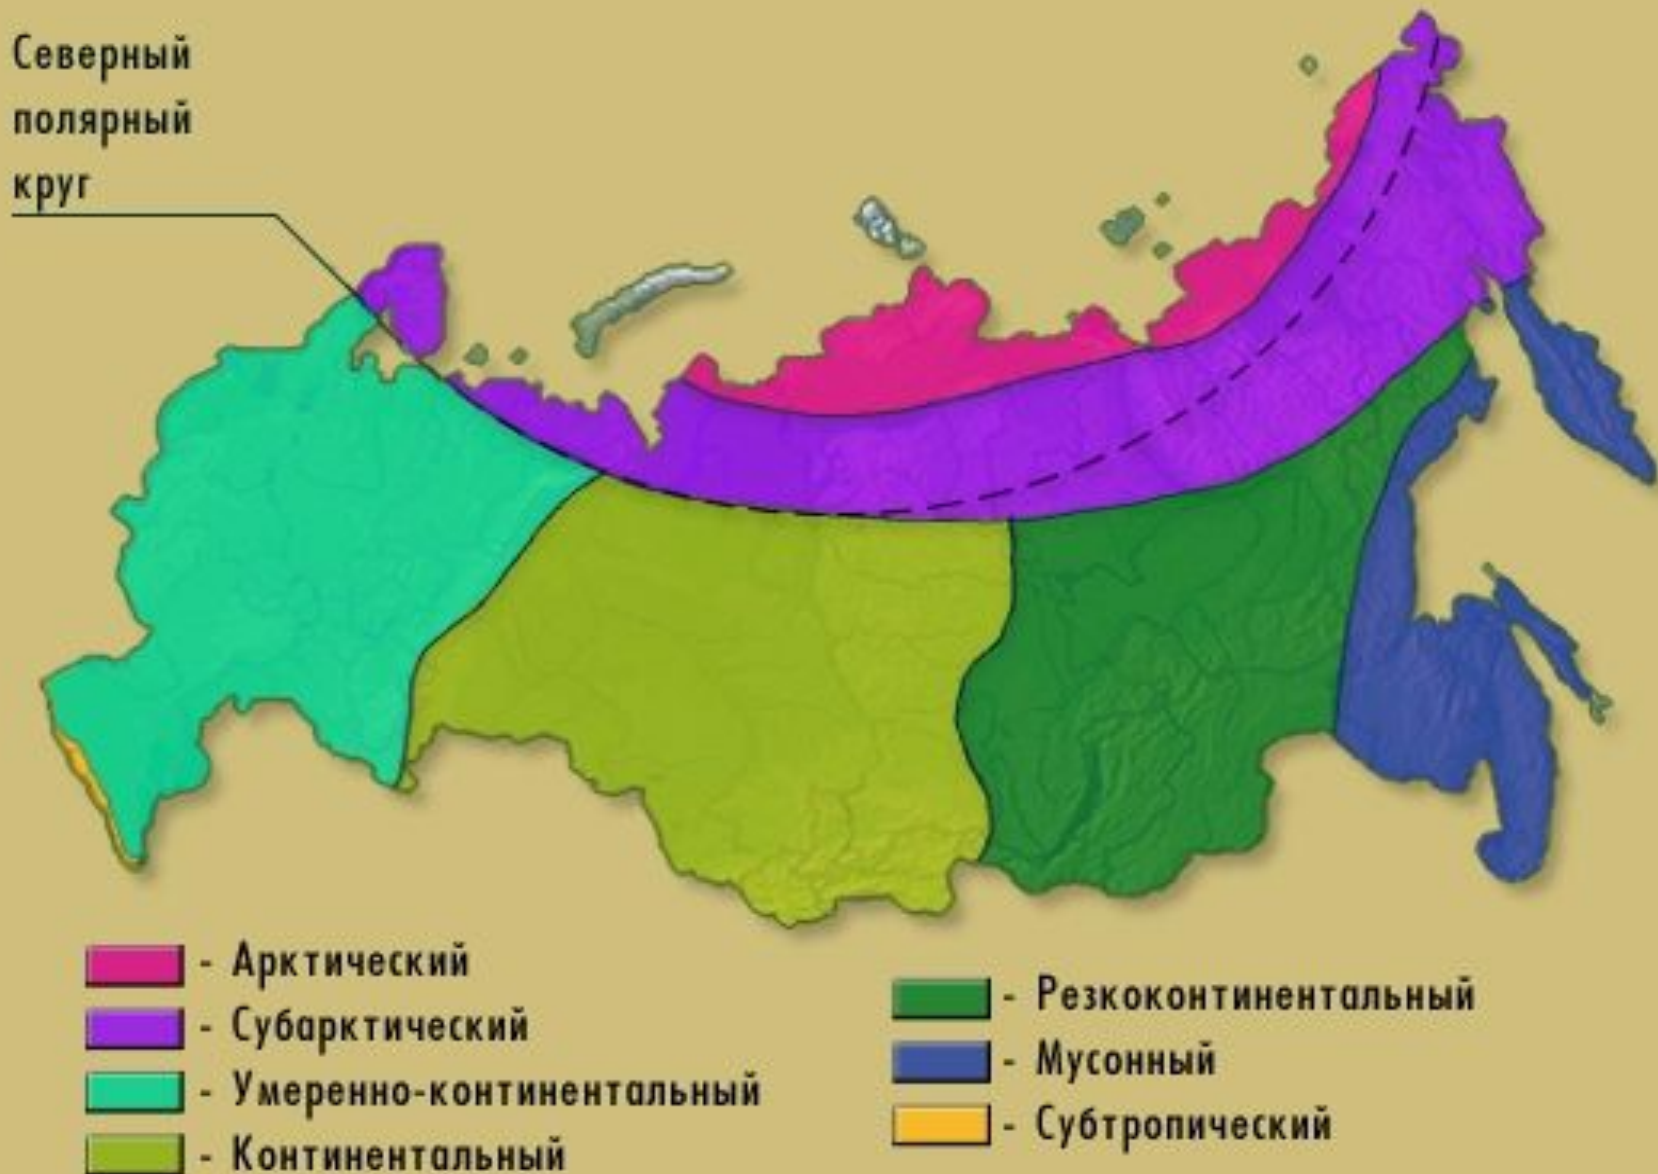 Северный
полярный
круг
- Арктический
- Субарктический
- Умеренно-континентальный
- Континентальный
- Резкоконтинентальный
- Мусонный
- Субтропический